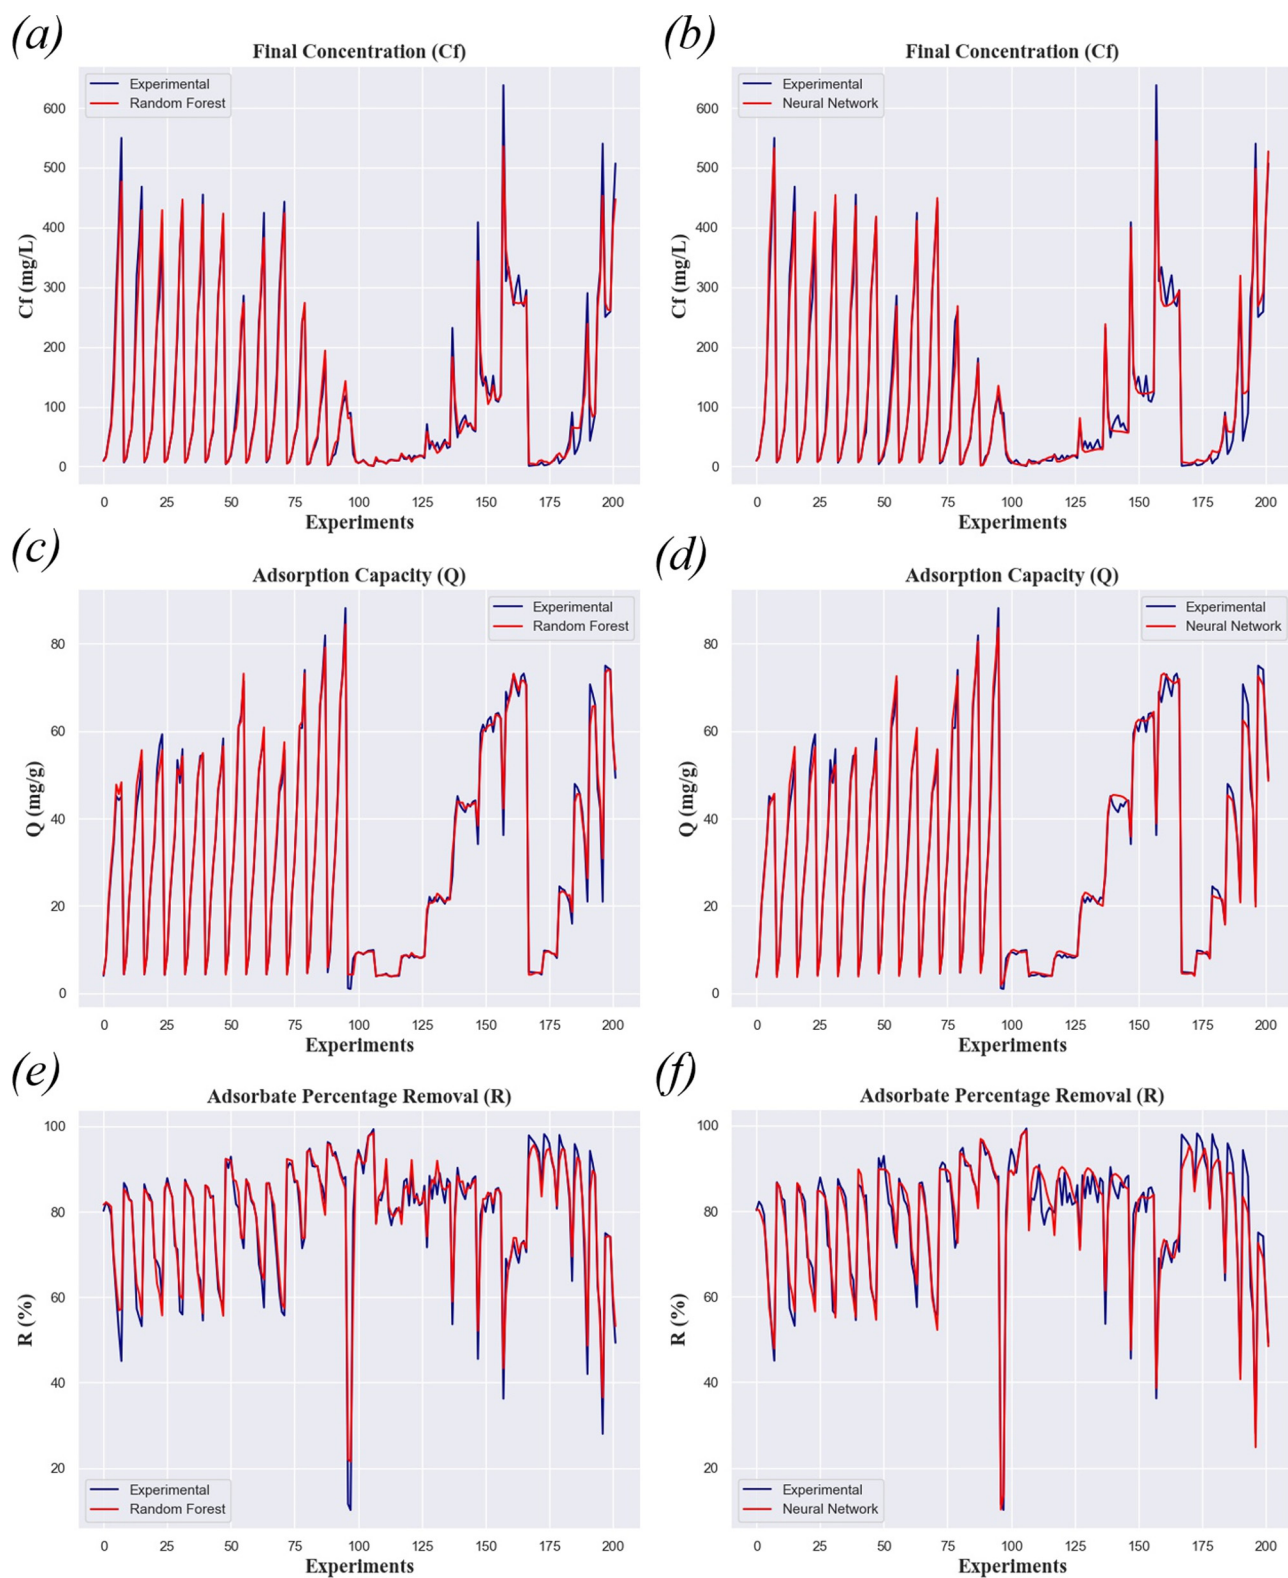 (a)
Final Concentration (Cf)
Experimental
Random Forest
600
500
400
300
200
100
0
Cf (mg/L)
0 25 50 75 100 125 150 175 200
Experiments
(b)
Final Concentration (Cf)
Experimental
Neural Network
600
500
400
300
200
100
0
Cf (mg/L)
0 25 50 75 100 125 150 175 200
Experiments
(c)
Adsorption Capacity (Q)
Experimental
Random Forest
80
60
40
20
0
Q (mg/g)
0 25 50 75 100 125 150 175 200
Experiments
(d)
Adsorption Capacity (Q)
Experimental
Neural Network
80
60
40
20
0
Q (mg/g)
0 25 50 75 100 125 150 175 200
Experiments
(e)
Adsorbate Percentage Removal (R)
100
80
60
40
20
R (%)
Experimental
Random Forest
0 25 50 75 100 125 150 175 200
Experiments
(f)
Adsorbate Percentage Removal (R)
100
80
60
40
20
R (%)
Experimental
Neural Network
0 25 50 75 100 125 150 175 200
Experiments